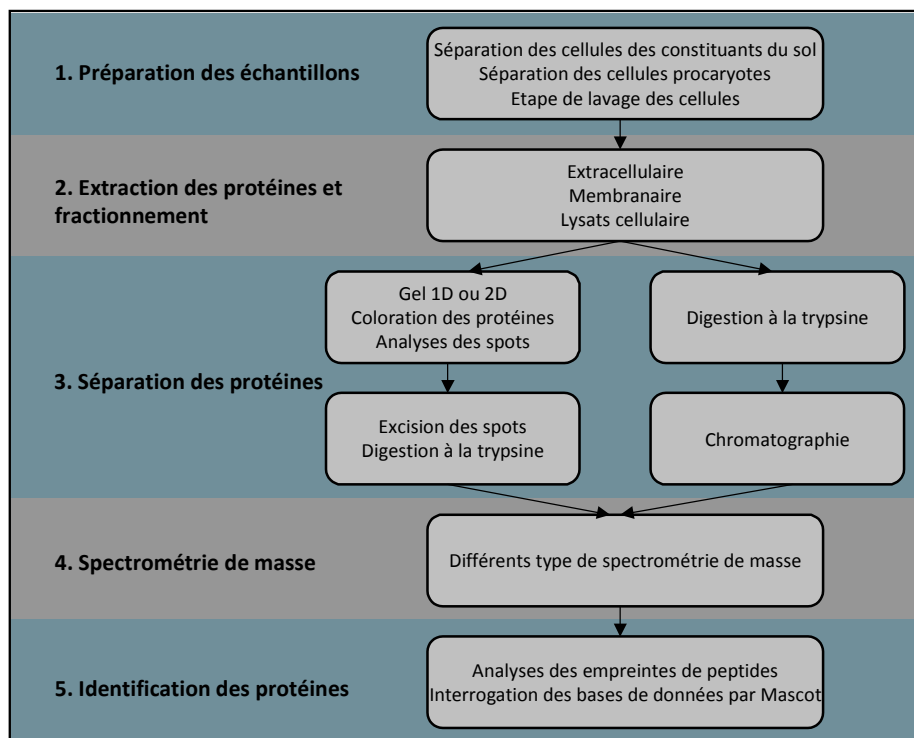 1. Préparation des échantillons
Séparation des cellules des constituants du sol
Séparation des cellules procaryotes
Etape de lavage des cellules
2. Extraction des protéines et
fractionnement
Extracellulaire
Membranaire
Lysats cellulaire
3. Séparation des protéines
Gel 1D ou 2D
Coloration des protéines
Analyses des spots
Digestion à la trypsine
Excision des spots
Digestion à la trypsine
Chromatographie
4. Spectrométrie de masse
Différents type de spectrométrie de masse
5. Identification des protéines
Analyses des empreintes de peptides
Interrogation des bases de données par Mascot